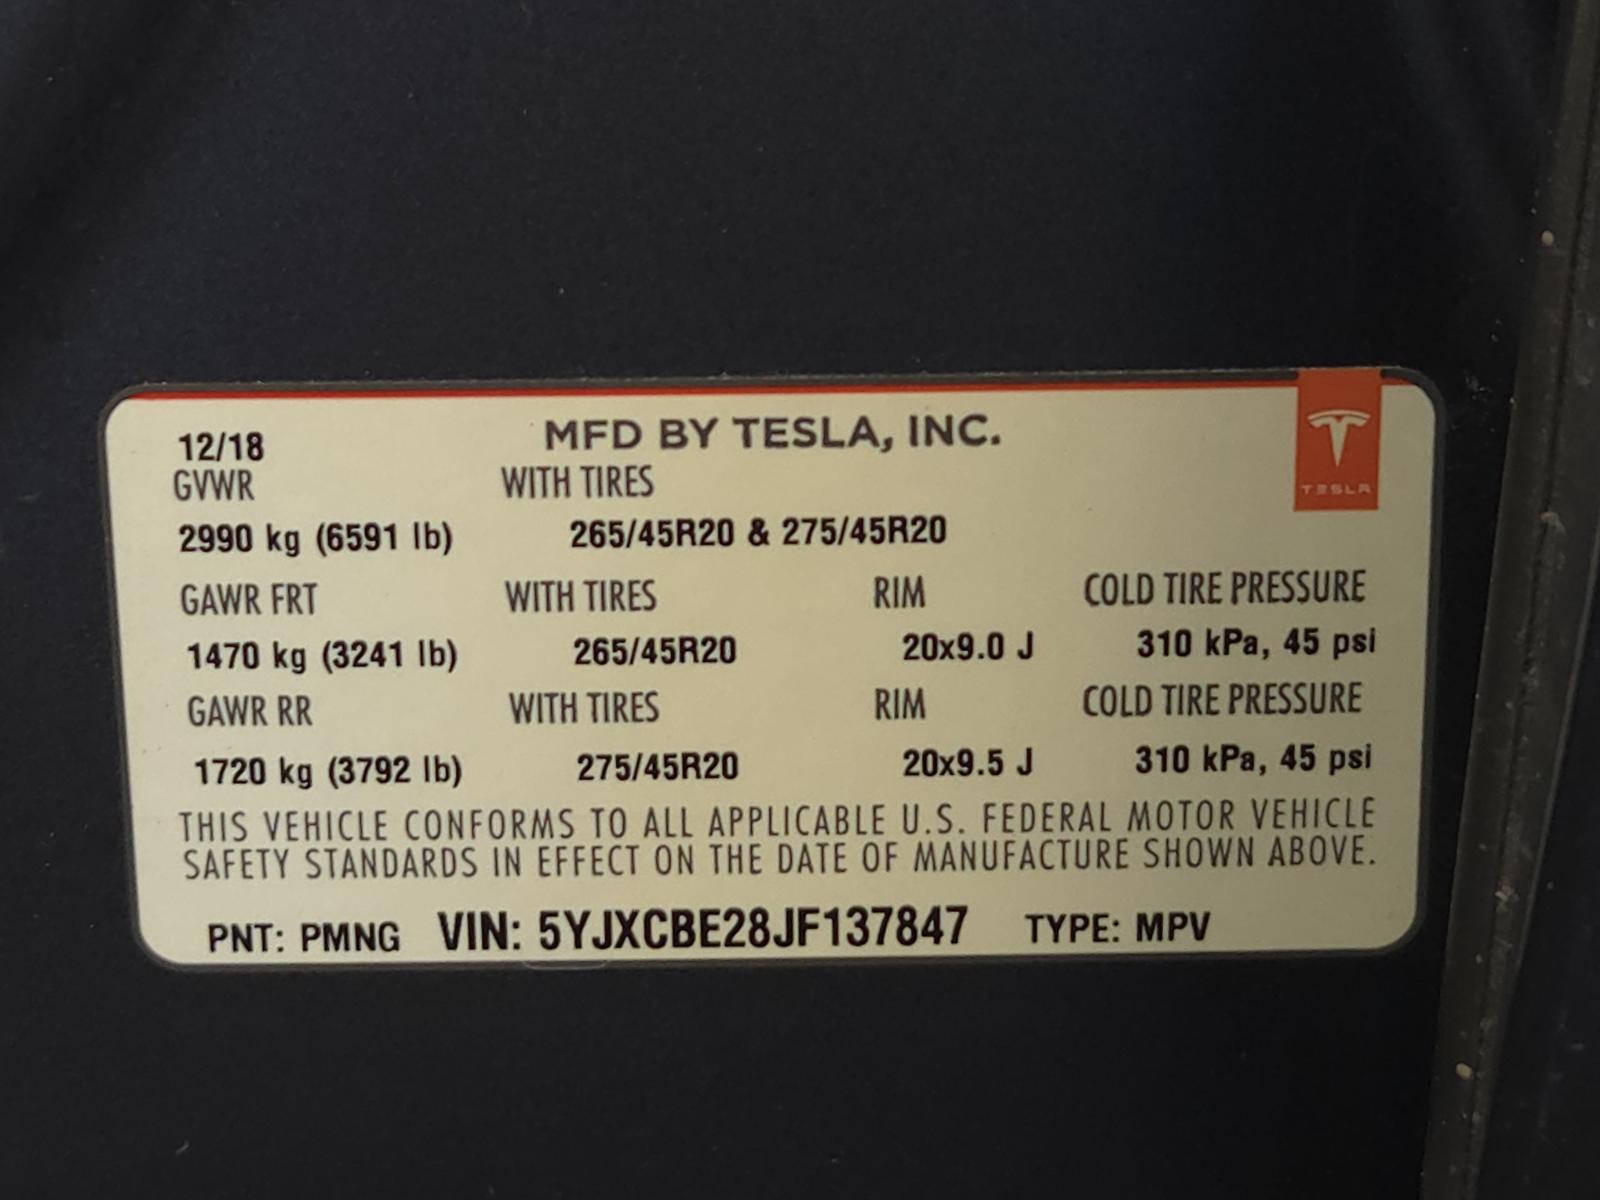 12/18 MFD BY TESLA, INC.
TESLA
GVWR WITH TIRES
2990 kg (6591 lb) 265/45R20 & 275/45R20
GAWR FRT WITH TIRES RIM COLD TIRE PRESSURE
1470 kg (3241 lb) 265/45R20 20x9.0 J 310 kPa, 45 psi
GAWR RR WITH TIRES RIM COLD TIRE PRESSURE
1720 kg (3792 lb) 275/45R20 20x9.5 J 310 kPa, 45 psi
THIS VEHICLE CONFORMS TO ALL APPLICABLE U.S. FEDERAL MOTOR VEHICLE
SAFETY STANDARDS IN EFFECT ON THE DATE OF MANUFACTURE SHOWN ABOVE.
PNT: PMNG VIN: 5YJXCBE28JF137847 TYPE: MPV